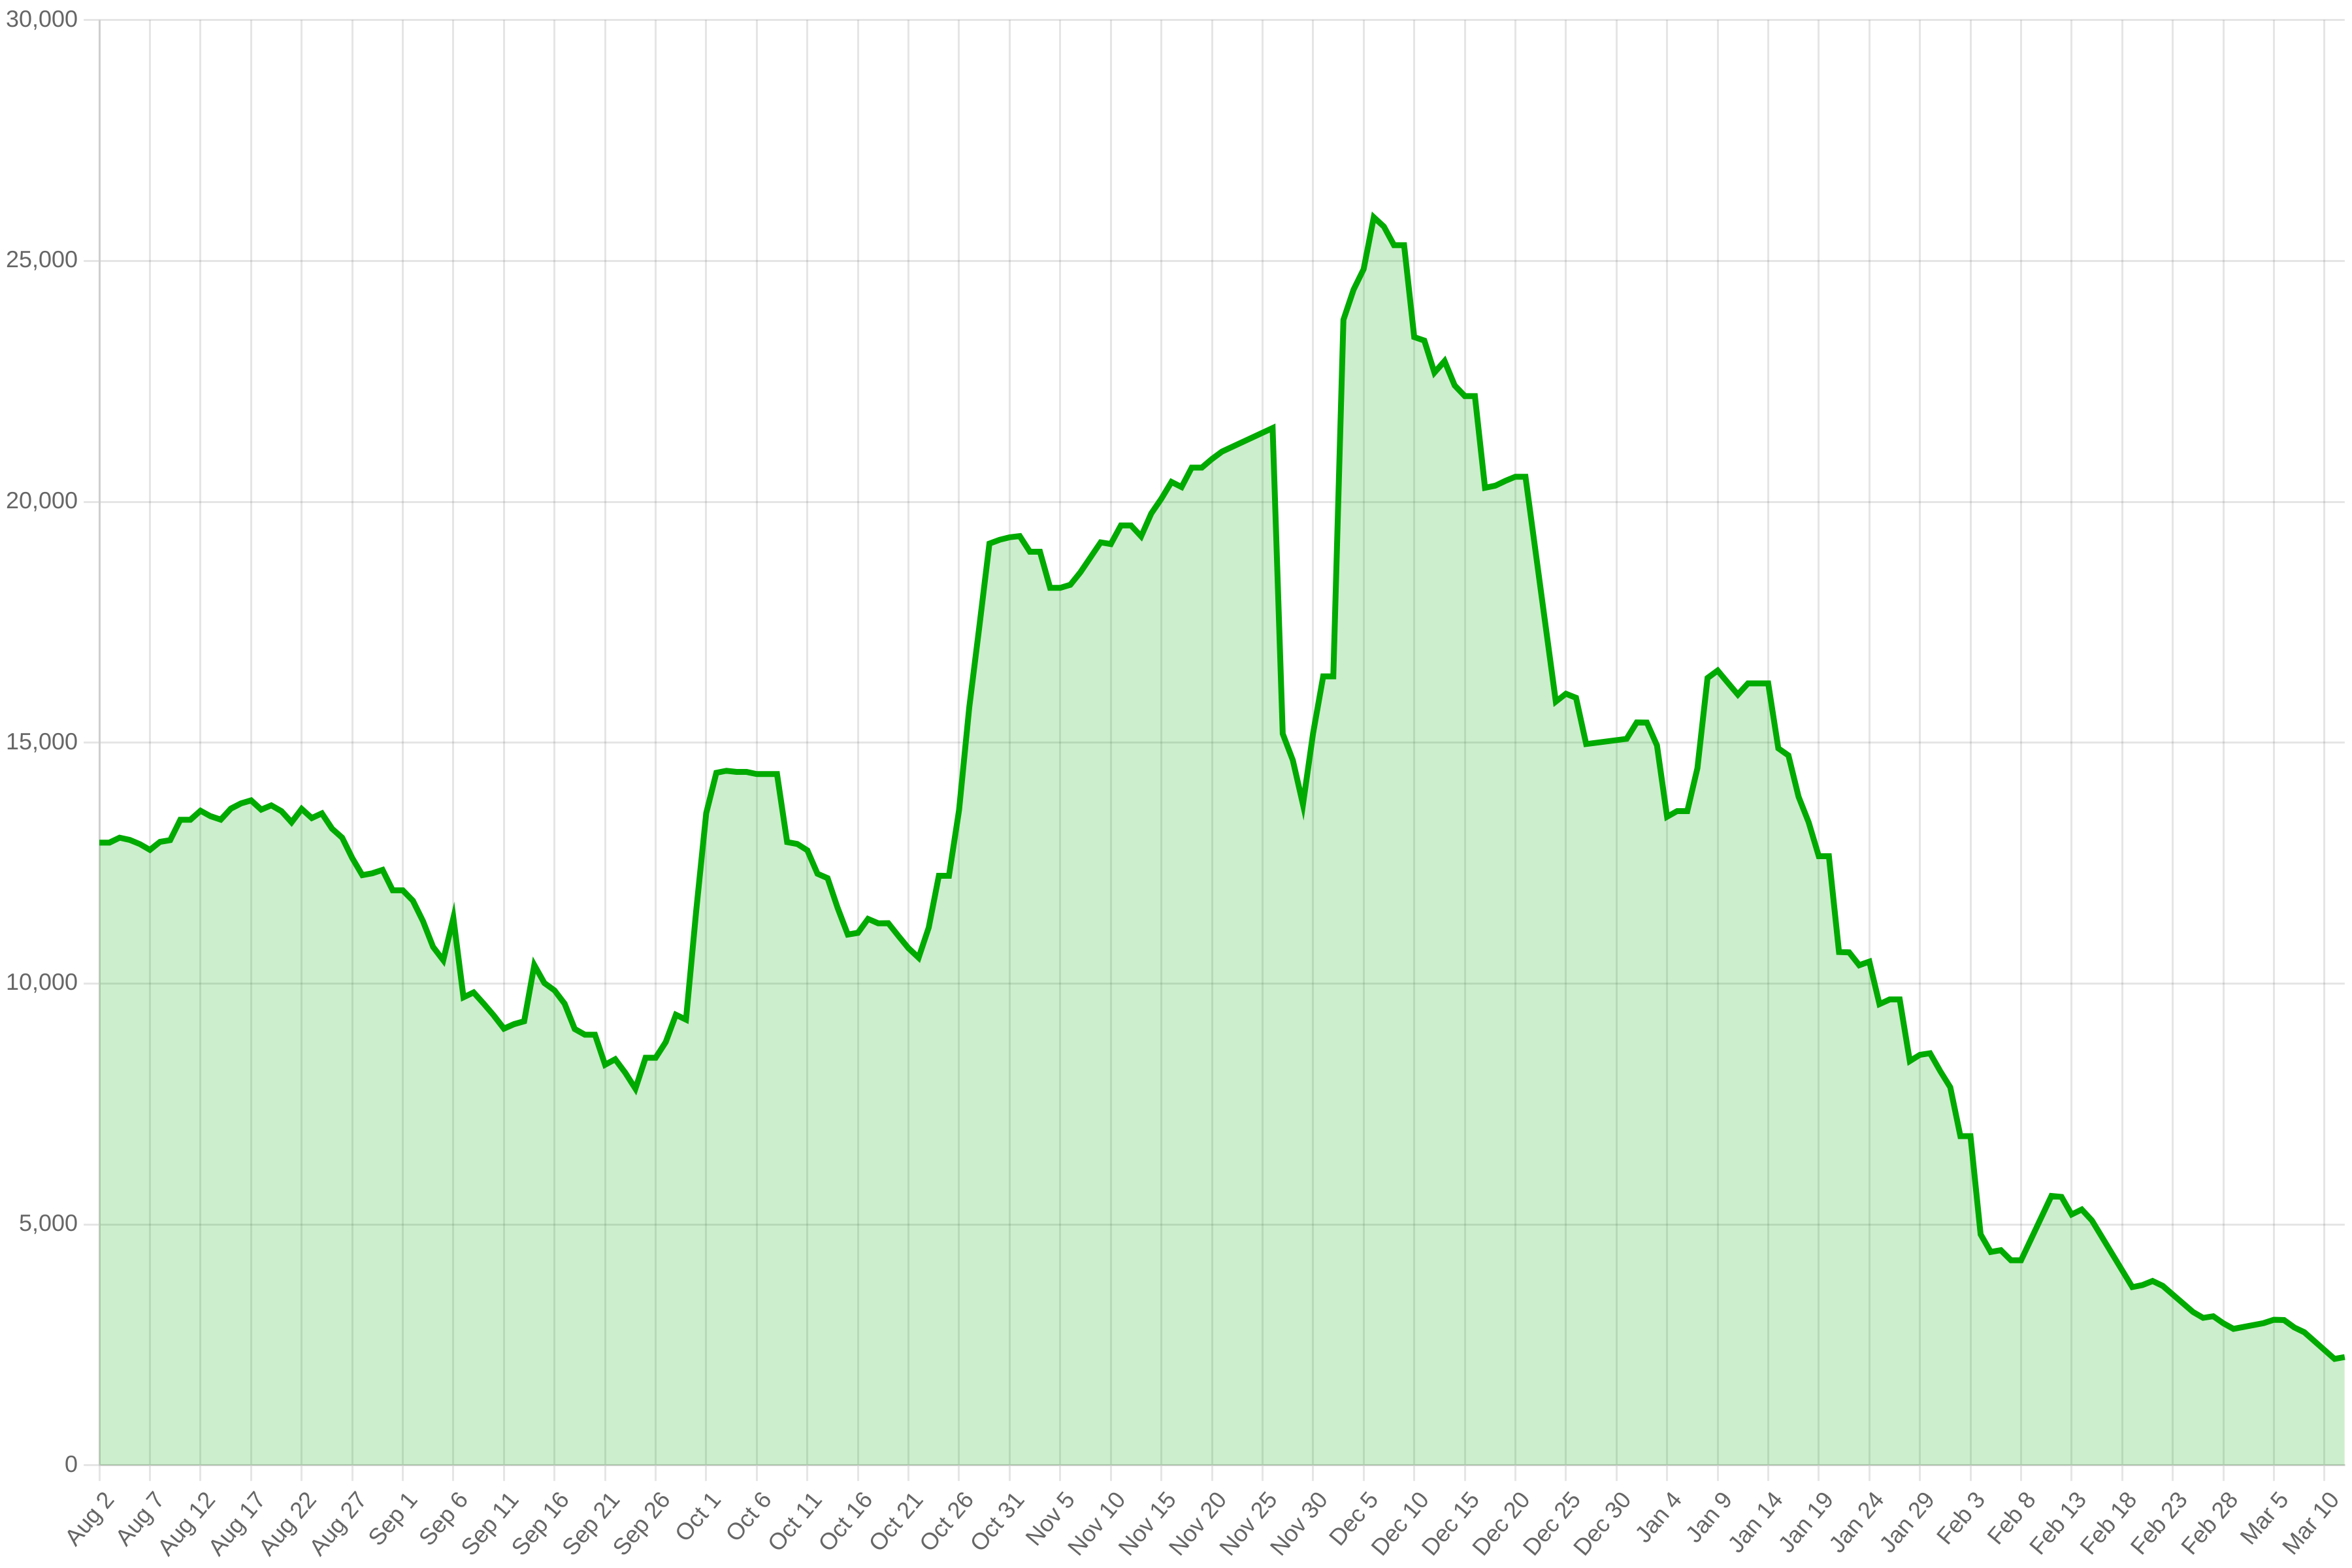 30,000
25,000
20,000
15,000
10,000
5,000
0
Aug 2
Aug 7
Aug 12
Aug 17
Aug 22
Aug 27
Sep 1
Sep 6
Sep 11
Sep 16
Sep 21
Sep 26
Oct 1
Oct 6
Oct 11
Oct 16
Oct 21
Oct 26
Oct 31
Nov 5
Nov 10
Nov 15
Nov 20
Nov 25
Nov 30
Dec 5
Dec 10
Dec 15
Dec 20
Dec 25
Dec 30
Jan 4
Jan 9
Jan 14
Jan 19
Jan 24
Jan 29
Feb 3
Feb 8
Feb 13
Feb 18
Feb 23
Feb 28
Mar 5
Mar 10